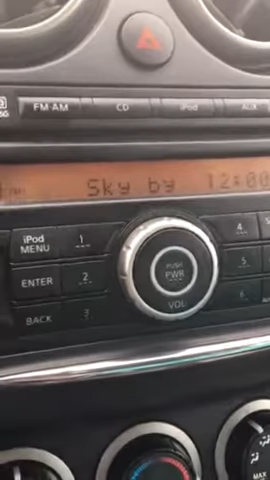 FM·AM CD iPod AUX
Sky by 12:00
iPod MENU 1 4
ENTER 2 5
BACK 3 6
PUSH
PWR
VOL
MAX